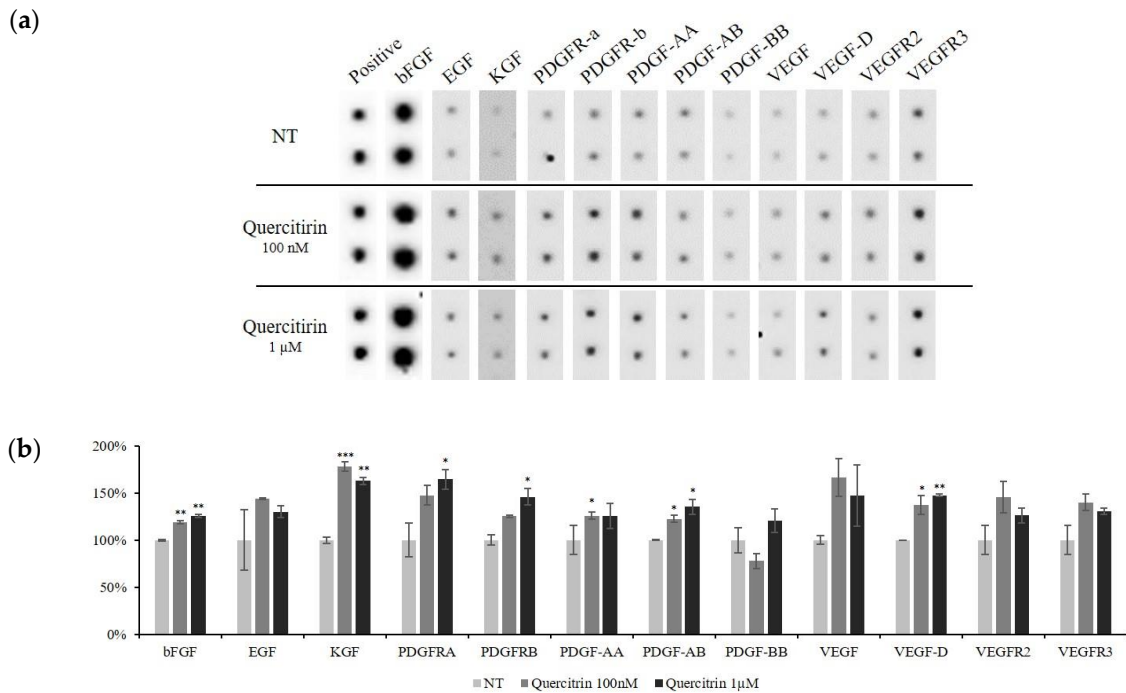 (a)
Positive bFGF EGF KGF PDGFR-a PDGFR-b PDGF-AA PDGF-AB PDGF-BB VEGF VEGF-D VEGFR2 VEGFR3
NT
Quercitirin
100 nM
Quercitirin
1 µM
(b)
200%
150%
100%
50%
0%
*** ** * * * * * * **
** **
bFGF EGF KGF PDGFRA PDGFRB PDGF-AA PDGF-AB PDGF-BB VEGF VEGF-D VEGFR2 VEGFR3
NT Quercitrin 100nM Quercitrin 1µM